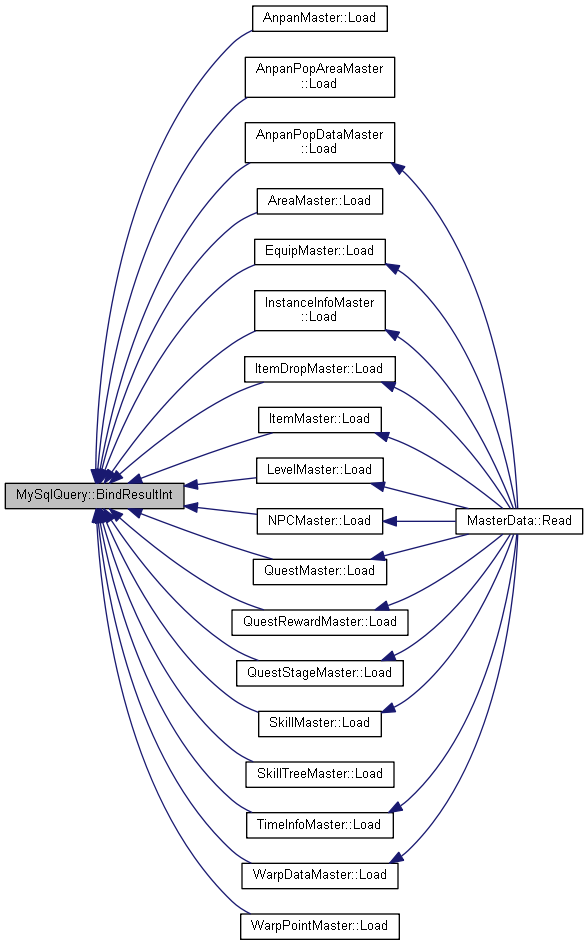 AnpanMaster::Load
AnpanPopAreaMaster
::Load
AnpanPopDataMaster
::Load
AreaMaster::Load
EquipMaster::Load
InstanceInfoMaster
::Load
ItemDropMaster::Load
ItemMaster::Load
LevelMaster::Load
MySqlQuery::BindResultInt
NPCMaster::Load
MasterData::Read
QuestMaster::Load
QuestRewardMaster::Load
QuestStageMaster::Load
SkillMaster::Load
SkillTreeMaster::Load
TimeInfoMaster::Load
WarpDataMaster::Load
WarpPointMaster::Load